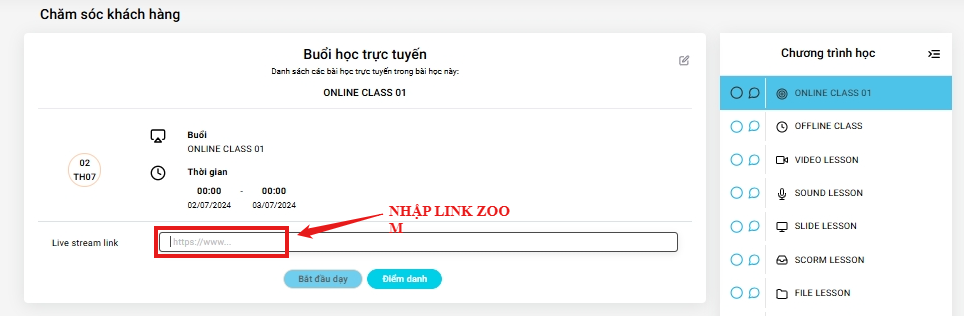 Chăm sóc khách hàng
Buổi học trực tuyến
Danh sách các bài học trực tuyến trong bài học này:
ONLINE CLASS 01
02
TH07
Buổi
ONLINE CLASS 01
Thời gian
00:00 - 00:00
02/07/2024 03/07/2024
NHẬP LINK ZOO
M
Live stream link
https://www...
Bắt đầu dạy
Điểm danh
Chương trình học
ONLINE CLASS 01
OFFLINE CLASS
VIDEO LESSON
SOUND LESSON
SLIDE LESSON
SCORM LESSON
FILE LESSON